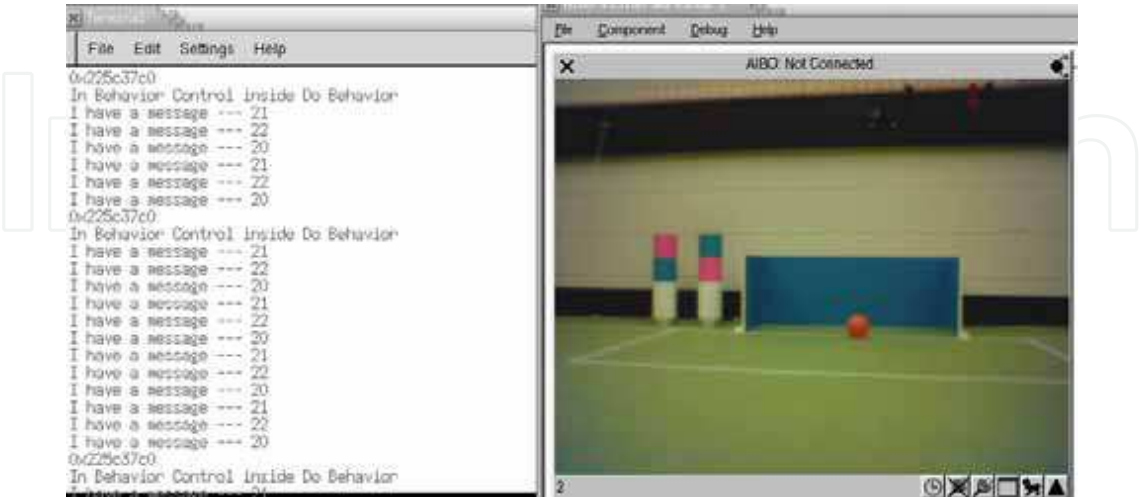 File Edit Settings Help
0x225c37c0
In Behavior Control inside Do Behavior
I have a message --- 21
I have a message --- 22
I have a message --- 20
I have a message --- 21
I have a message --- 22
I have a message --- 20
0x225c37c0
In Behavior Control inside Do Behavior
I have a message --- 21
I have a message --- 22
I have a message --- 20
I have a message --- 21
I have a message --- 22
I have a message --- 20
I have a message --- 21
I have a message --- 22
I have a message --- 20
I have a message --- 21
I have a message --- 22
I have a message --- 20
0x225c37c0
In Behavior Control inside Do Behavior
File Component Debug Help
AIBO: Not Connected
2